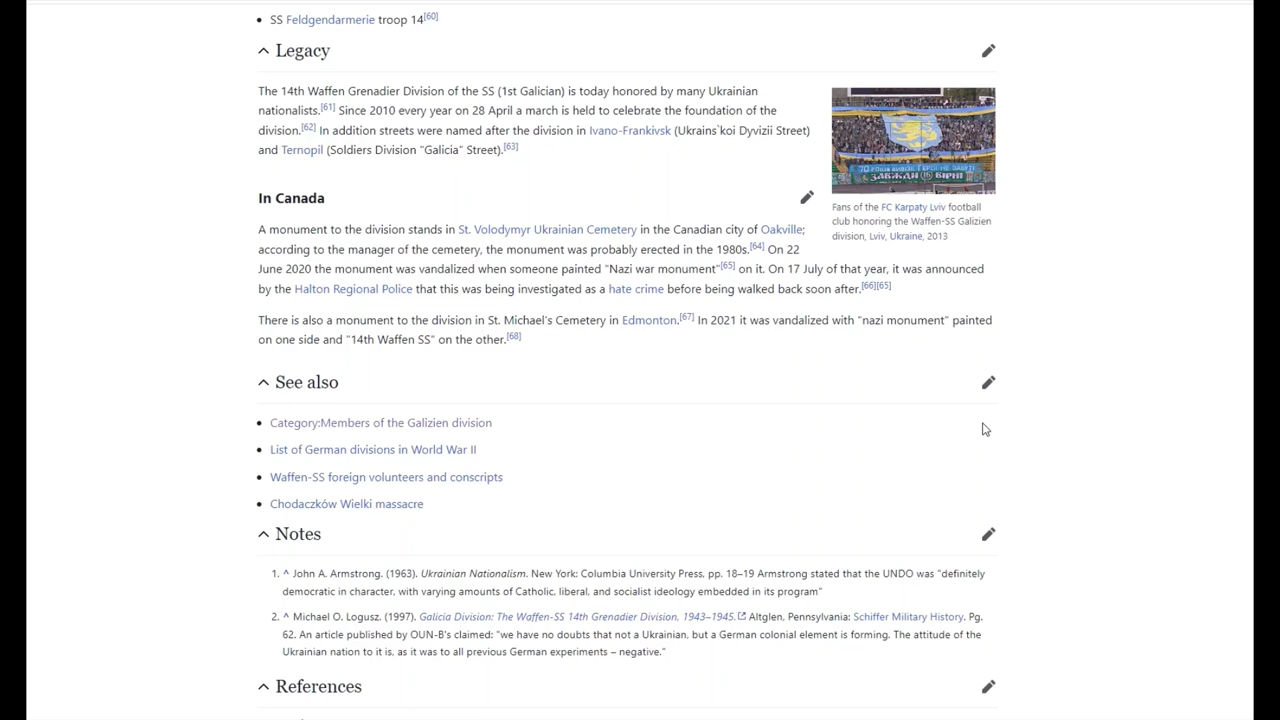 SS Feldgendarmerie troop 14[60]
Legacy
The 14th Waffen Grenadier Division of the SS (1st Galician) is today honored by many Ukrainian
nationalists.[61] Since 2010 every year on 28 April a march is held to celebrate the foundation of the
division.[62] In addition streets were named after the division in Ivano-Frankivsk (Ukrains`koi Dyvizii Street)
and Ternopil (Soldiers Division "Galicia" Street).[63]
70 РОКІВ ВИЗВІ! ГЕРОЇ НЕ ЗАБУТІ
ЗАВЖДИ ВІРНІ
Fans of the FC Karpaty Lviv football
club honoring the Waffen-SS Galizien
division, Lviv, Ukraine, 2013
In Canada
A monument to the division stands in St. Volodymyr Ukrainian Cemetery in the Canadian city of Oakville;
according to the manager of the cemetery, the monument was probably erected in the 1980s.[64] On 22
June 2020 the monument was vandalized when someone painted "Nazi war monument"[65] on it. On 17 July of that year, it was announced
by the Halton Regional Police that this was being investigated as a hate crime before being walked back soon after.[66][65]
There is also a monument to the division in St. Michael's Cemetery in Edmonton.[67] In 2021 it was vandalized with "nazi monument" painted
on one side and "14th Waffen SS" on the other.[68]
See also
Category:Members of the Galizien division
List of German divisions in World War II
Waffen-SS foreign volunteers and conscripts
Chodaczków Wielki massacre
Notes
1. ^ John A. Armstrong. (1963). Ukrainian Nationalism. New York: Columbia University Press, pp. 18–19 Armstrong stated that the UNDO was "definitely
democratic in character, with varying amounts of Catholic, liberal, and socialist ideology embedded in its program"
2. ^ Michael O. Logusz. (1997). Galicia Division: The Waffen-SS 14th Grenadier Division, 1943–1945. Altglen, Pennsylvania: Schiffer Military History. Pg.
62. An article published by OUN-B's claimed: "we have no doubts that not a Ukrainian, but a German colonial element is forming. The attitude of the
Ukrainian nation to it is, as it was to all previous German experiments – negative."
References